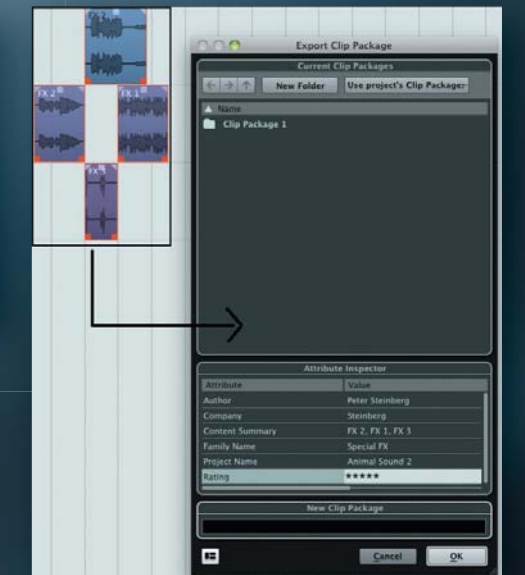 FX 2
FX 1
FX 3
Export Clip Package
Current Clip Packages
New Folder
Use project's Clip Package
Name
Clip Package 1
Attribute Inspector
Attribute Value
Author Peter Steinberg
Company Steinberg
Content Summary FX 2, FX 1, FX 3
Family Name Special FX
Project Name Animal Sound 2
Rating *****
New Clip Package
Cancel
OK